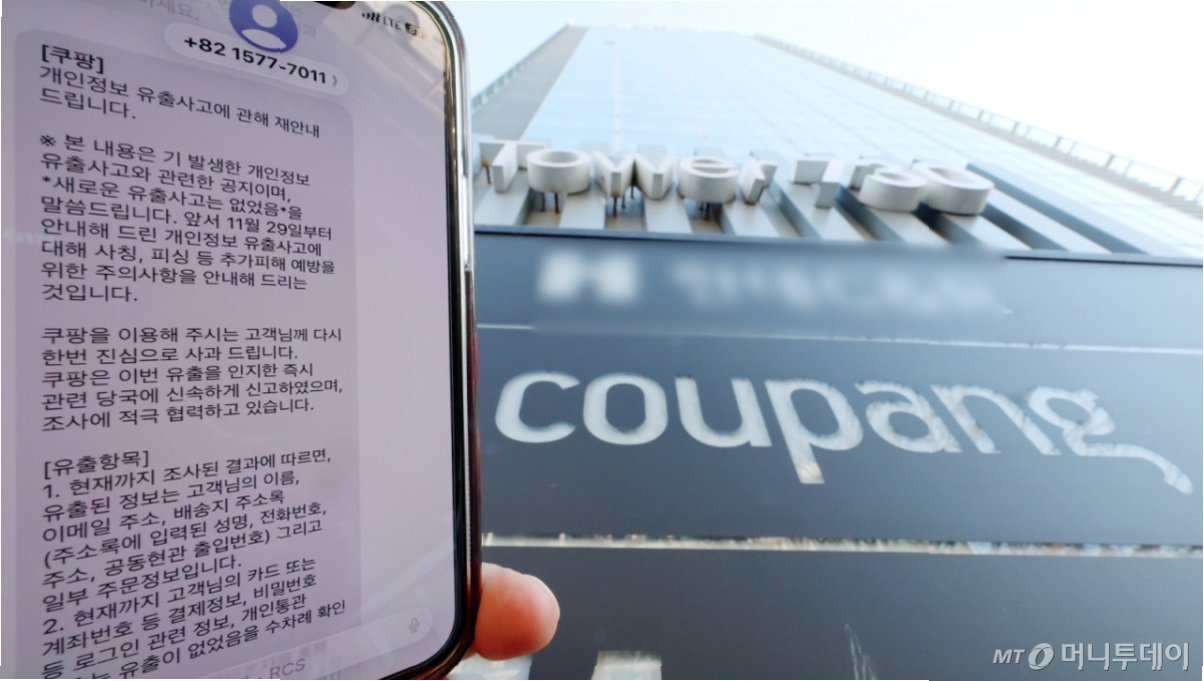 +82 1577-7011
[쿠팡]
개인정보 유출사고에 관해 재안내
드립니다.
※ 본 내용은 기 발생한 개인정보
유출사고와 관련한 공지이며,
*새로운 유출사고는 없었음*을
말씀드립니다. 앞서 11월 29일부터
안내해 드린 개인정보 유출사고에
대해 사칭, 피싱 등 추가피해 예방을
위한 주의사항을 안내해 드리는
것입니다.
쿠팡을 이용해 주시는 고객님께 다시
한번 진심으로 사과 드립니다.
쿠팡은 이번 유출을 인지한 즉시
관련 당국에 신속하게 신고하였으며,
조사에 적극 협력하고 있습니다.
[유출항목]
1. 현재까지 조사된 결과에 따르면,
유출된 정보는 고객님의 이름,
이메일 주소, 배송지 주소록
(주소록에 입력된 성명, 전화번호,
주소, 공동현관 출입번호) 그리고
일부 주문정보입니다.
2. 현재까지 고객님의 카드 또는
계좌번호 등 결제정보, 비밀번호
등 로그인 관련 정보, 개인통관
유출이 없었음을 수차례 확인
RCS
Tower 730
coupang
MT 머니투데이